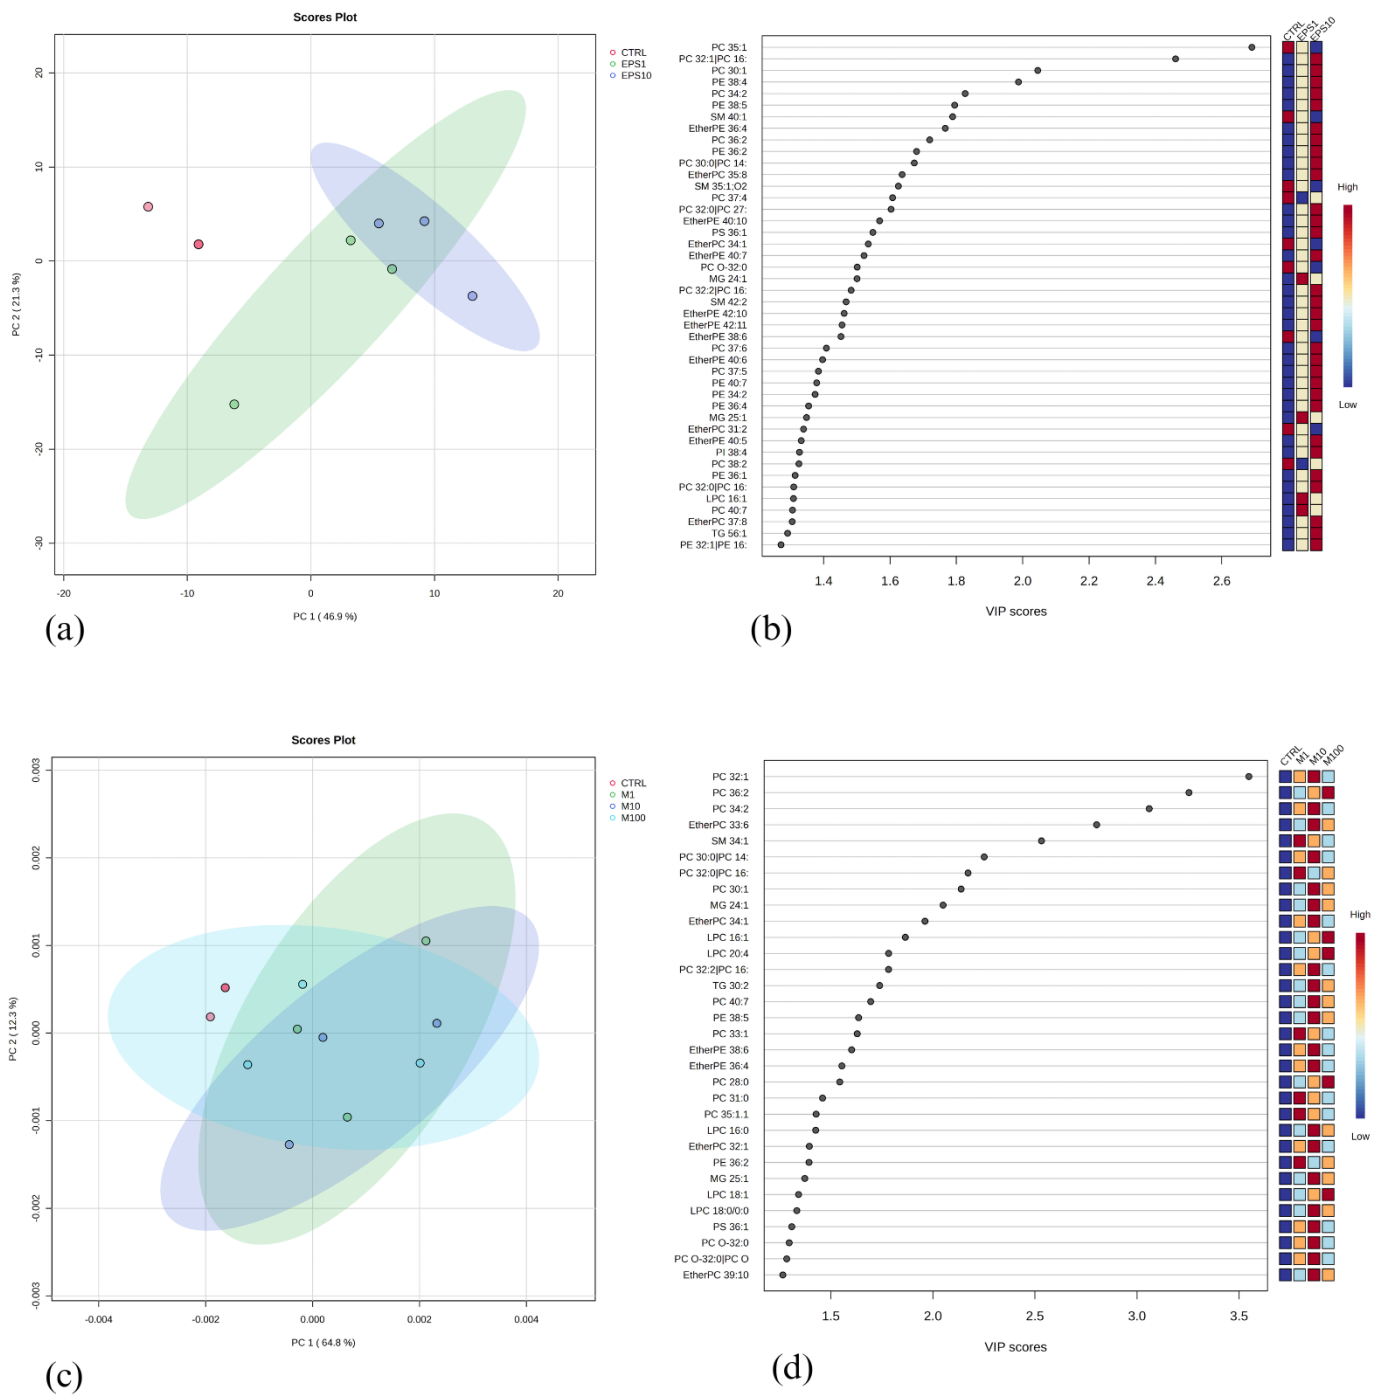 Scores Plot
CTRL
EPS1
EPS10
20
10
0
-10
-20
-30
PC 2 ( 21.3 %)
-20
-10
0
10
20
PC 1 ( 46.9 %)
(a)
CTRL
EPS1
EPS10
PC 35:1
PC 32:1|PC 16:
PC 30:1
PE 38:4
PC 34:2
PE 38:5
SM 40:1
EtherPE 36:4
PC 36:2
PE 36:2
PC 30:0|PC 14:
EtherPC 35:8
SM 35:1;O2
PC 37:4
PC 32:0|PC 27:
EtherPE 40:10
PS 36:1
EtherPC 34:1
EtherPE 40:7
PC O-32:0
MG 24:1
PC 32:2|PC 16:
SM 42:2
EtherPE 42:10
EtherPE 42:11
EtherPE 38:6
PC 37:6
EtherPE 40:6
PC 37:5
PE 40:7
PE 34:2
PE 36:4
MG 25:1
EtherPC 31:2
EtherPE 40:5
PI 38:4
PC 38:2
PE 36:1
PC 32:0|PC 16:
LPC 16:1
PC 40:7
EtherPC 37:8
TG 56:1
PE 32:1|PE 16:
1.4
1.6
1.8
2.0
2.2
2.4
2.6
VIP scores
High
Low
(b)
Scores Plot
CTRL
M1
M10
M100
0.003
0.002
0.001
0.000
-0.001
-0.002
-0.003
PC 2 ( 12.3 %)
-0.004
-0.002
0.000
0.002
0.004
PC 1 ( 64.8 %)
(c)
CTRL
M1
M10
M100
PC 32:1
PC 36:2
PC 34:2
EtherPC 33:6
SM 34:1
PC 30:0|PC 14:
PC 32:0|PC 16:
PC 30:1
MG 24:1
EtherPC 34:1
LPC 16:1
LPC 20:4
PC 32:2|PC 16:
TG 30:2
PC 40:7
PE 38:5
PC 33:1
EtherPE 38:6
EtherPE 36:4
PC 28:0
PC 31:0
PC 35:1.1
LPC 16:0
EtherPC 32:1
PE 36:2
MG 25:1
LPC 18:1
LPC 18:0/0:0
PS 36:1
PC O-32:0
PC O-32:0|PC O
EtherPC 39:10
1.5
2.0
2.5
3.0
3.5
VIP scores
High
Low
(d)